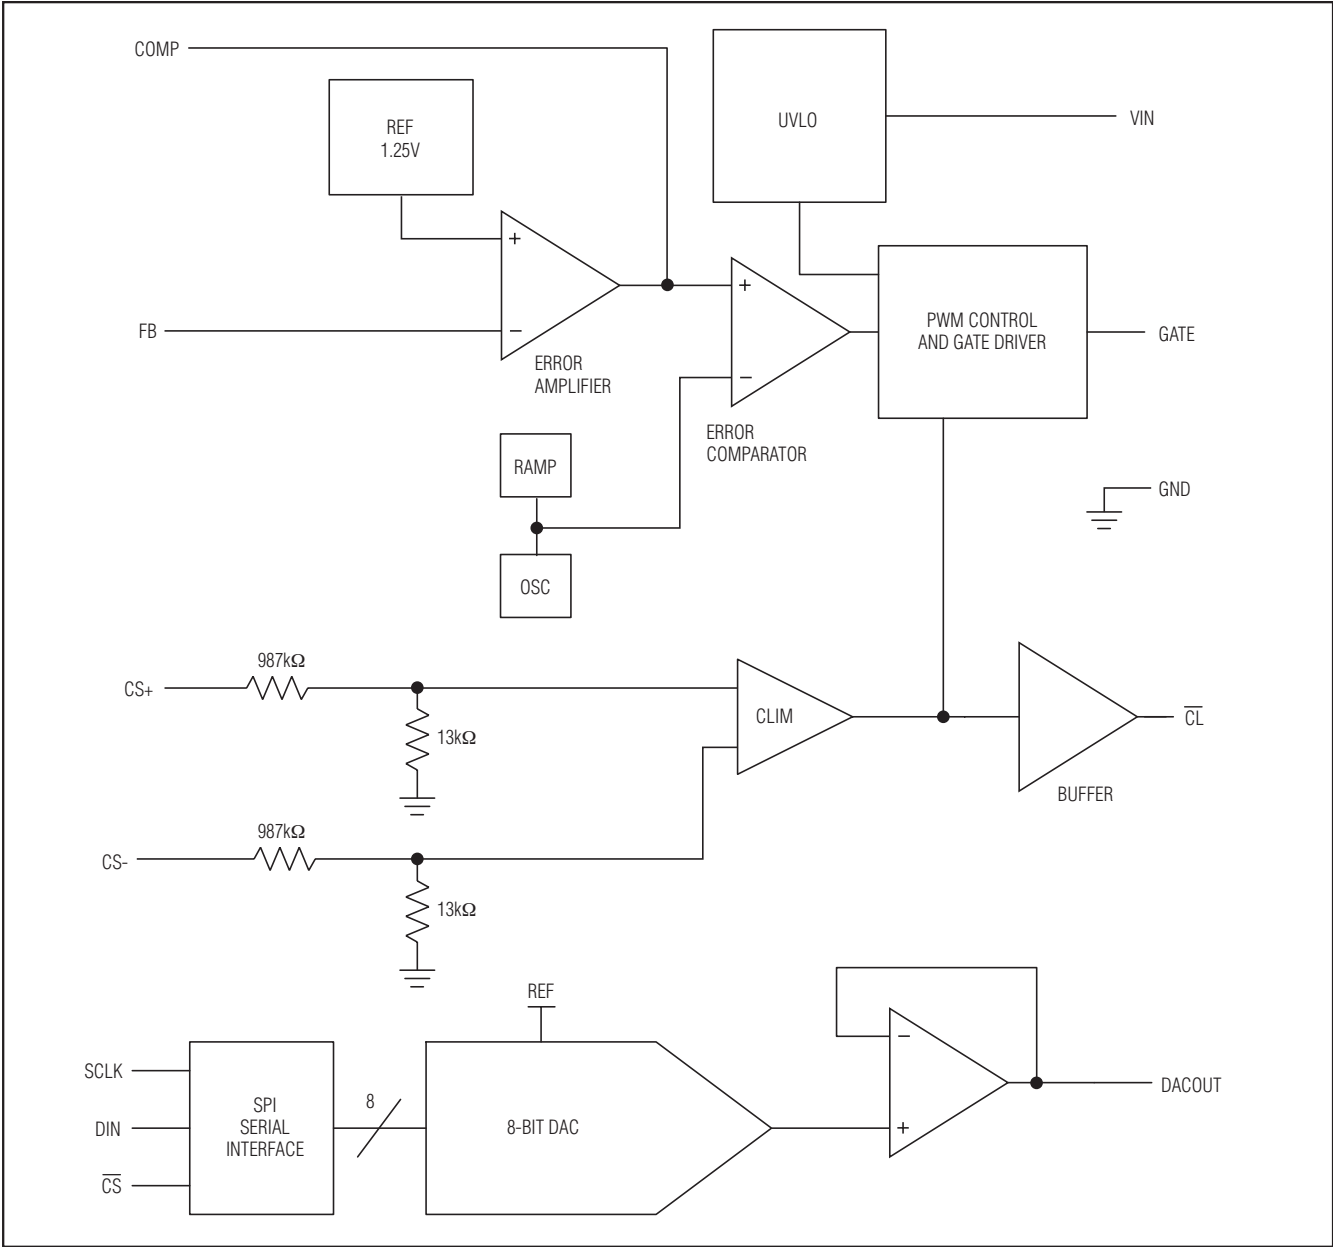 COMP
REF
1.25V
UVLO
VIN
+
FB
−
ERROR
AMPLIFIER
+
−
ERROR
COMPARATOR
PWM CONTROL
AND GATE DRIVER
GATE
RAMP
OSC
GND
987kΩ
CS+
13kΩ
CLIM
C̅L̅
BUFFER
987kΩ
CS-
13kΩ
REF
SCLK
DIN
C̅S̅
SPI
SERIAL
INTERFACE
8
8-BIT DAC
−
+
DACOUT